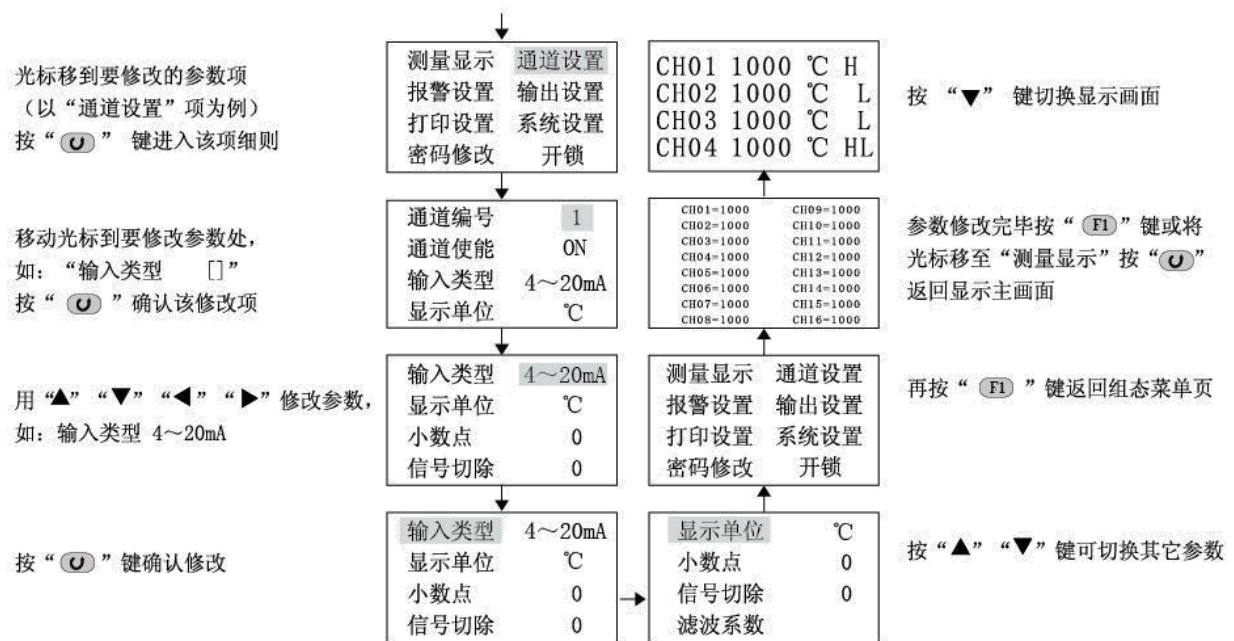 光标移到要修改的参数项
（以“通道设置”项为例）
按“ ” 键进入该项细则
测量显示 通道设置
报警设置 输出设置
打印设置 系统设置
密码修改 开锁
移动光标到要修改参数处，
如：“输入类型 []”
按“ ”确认该修改项
通道编号 1
通道使能 ON
输入类型 4～20mA
显示单位 ℃
用“▲”“▼”“◀”“▶”修改参数，
如：输入类型 4～20mA
输入类型 4～20mA
显示单位 ℃
小数点 0
信号切除 0
按“ ”键确认修改
输入类型 4～20mA
显示单位 ℃
小数点 0
信号切除 0
显示单位 ℃
小数点 0
信号切除 0
滤波系数
按“▲”“▼”键可切换其它参数
测量显示 通道设置
报警设置 输出设置
打印设置 系统设置
密码修改 开锁
再按“ F1 ”键返回组态菜单页
CH01=1000 CH09=1000
CH02=1000 CH10=1000
CH03=1000 CH11=1000
CH04=1000 CH12=1000
CH05=1000 CH13=1000
CH06=1000 CH14=1000
CH07=1000 CH15=1000
CH08=1000 CH16=1000
参数修改完毕按“ F1 ”键或将
光标移至“测量显示”按“ ”
返回显示主画面
CH01 1000 ℃ H
CH02 1000 ℃ L
CH03 1000 ℃ L
CH04 1000 ℃ HL
按 “▼” 键切换显示画面